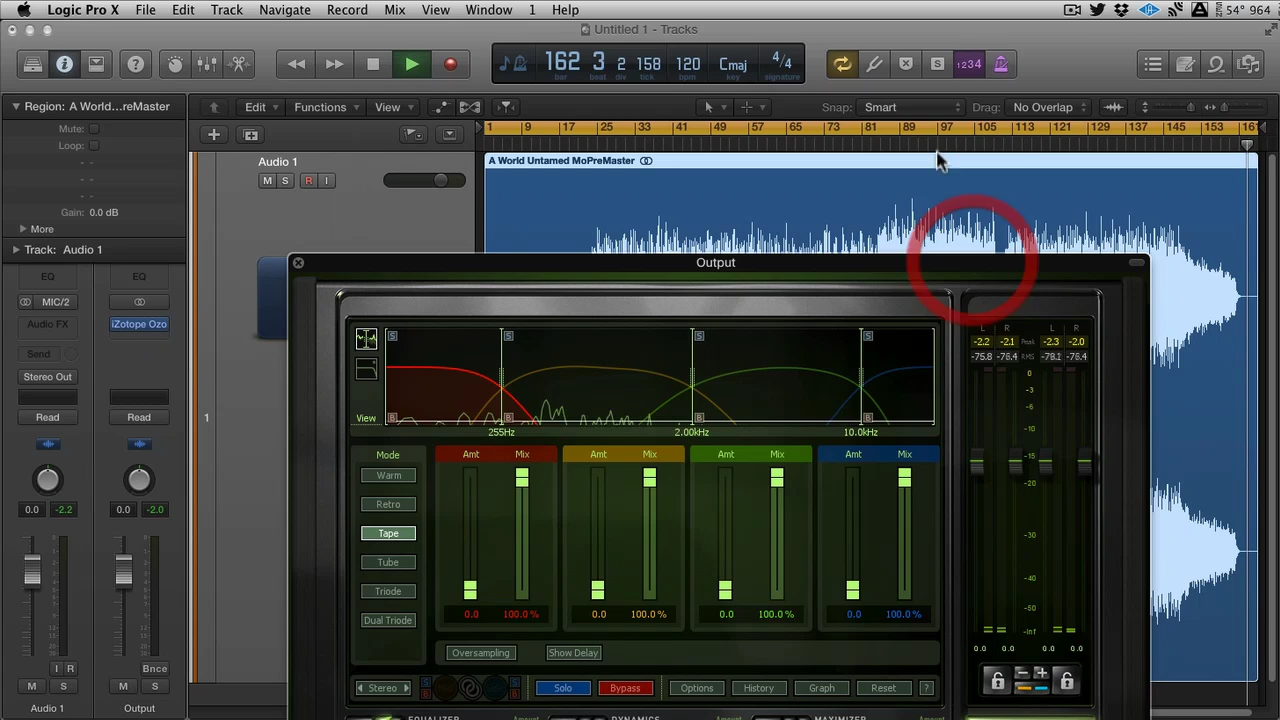 Logic Pro X File Edit Track Navigate Record Mix View Window 1 Help 54° 964
Untitled 1 - Tracks
162 3 2 158 120 Cmaj 4/4
bar beat div tick bpm key signature
1234
Region: A World...reMaster
Edit Functions View Snap: Smart Drag: No Overlap
Mute:
Loop:
Gain: 0.0 dB
More
Track: Audio 1
1 9 17 25 33 41 49 57 65 73 81 89 97 105 113 121 129 137 145 153 161
A World Untamed MoPreMaster
Audio 1
M S R I
EQ EQ
MIC/2
Audio FX iZotope Ozo
Send
Stereo Out
Read Read
0.0 -2.2 0.0 -2.0
I R Bnce
M S M S
Audio 1 Output
1
Output
L R L R
-2.2 -2.1 Peak -2.3 -2.0
-75.8 -76.4 RMS -78.1 -76.4
S S S S
B B B B
View
255Hz 2.00kHz 10.0kHz
0
-3
-6
-10
-15
-20
-30
-40
-50
-Inf
0.0 0.0 0.0 0.0
Mode
Warm
Retro
Tape
Tube
Triode
Dual Triode
Amt Mix Amt Mix Amt Mix Amt Mix
0.0 100.0 % 0.0 100.0 % 0.0 100.0 % 0.0 100.0 %
Oversampling Show Delay
Stereo Solo Bypass Options History Graph Reset ?
EQUALIZER Amount DYNAMICS Amount MAXIMIZER Amount